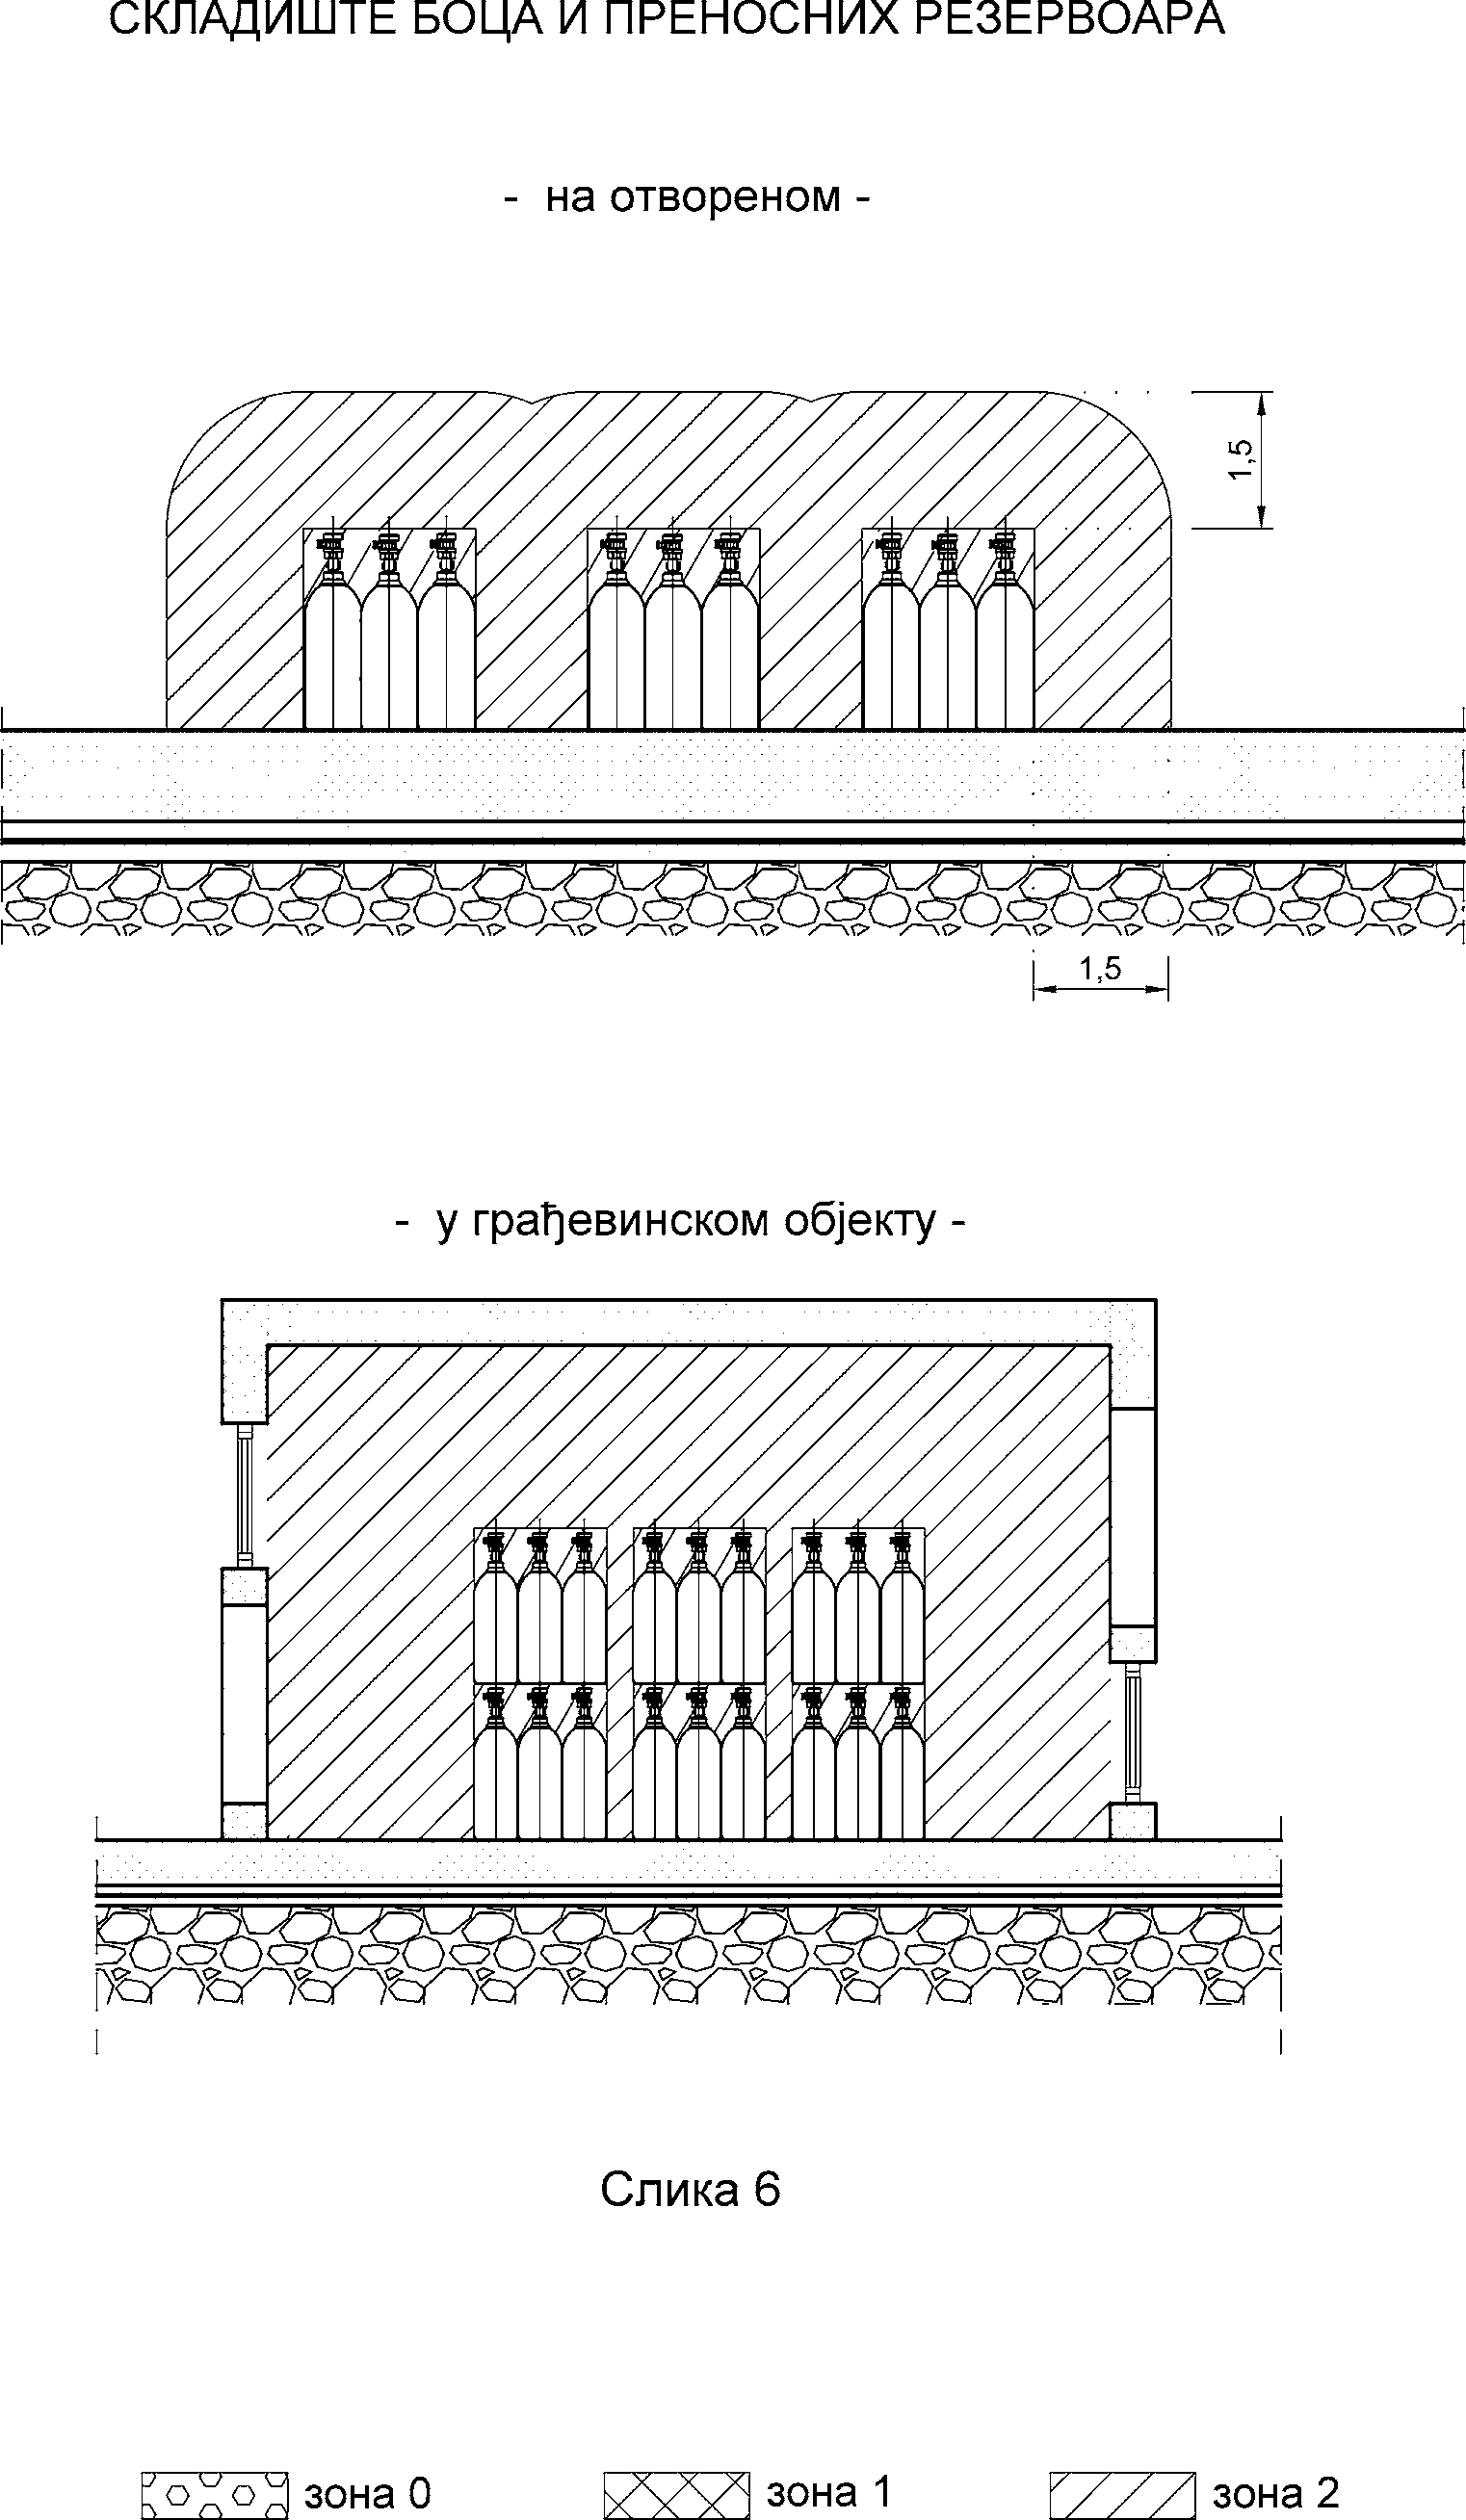 СКЛАДИШТЕ БОЦА И ПРЕНОСНИХ РЕЗЕРВОАРА
- на отвореном -
1,5
1,5
- у грађевинском објекту -
Слика 6
зона 0
зона 1
зона 2